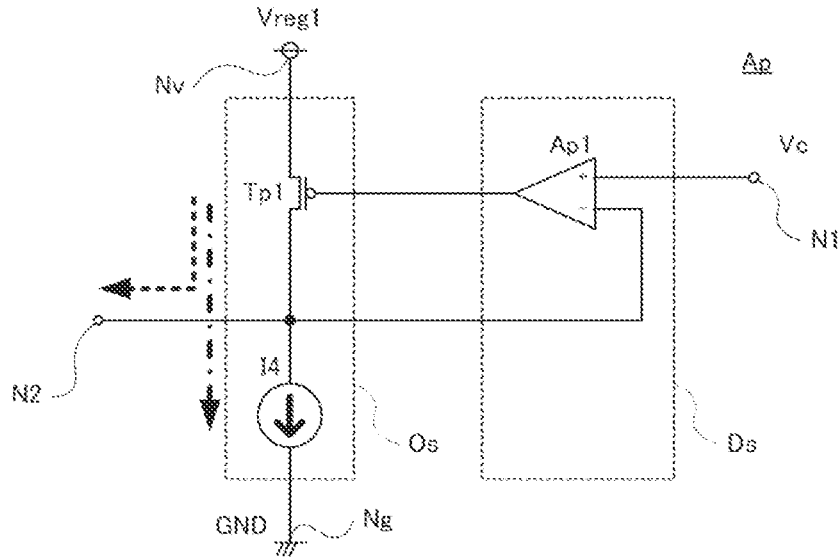 Vreg1
Nv
Ap
Ap1
Vc
+
Tp1
-
N1
N2
I4
Os
Ds
GND
Ng